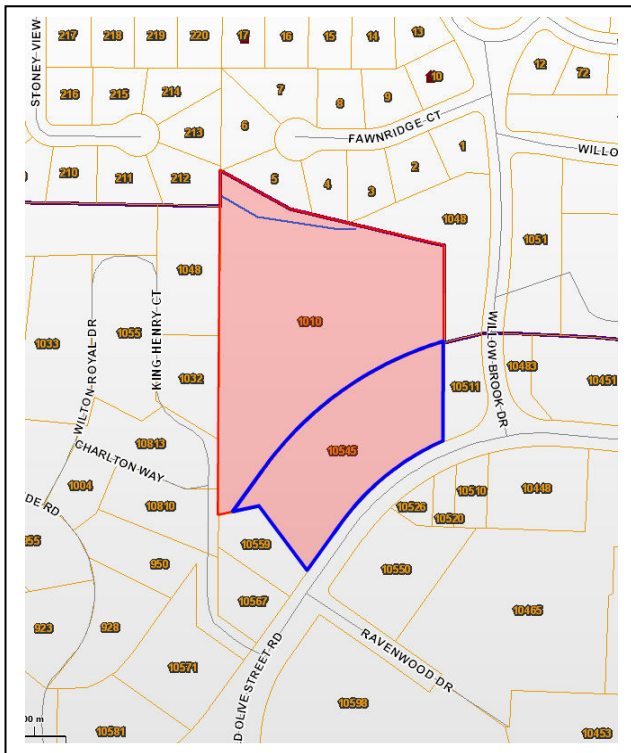 217 218 219 220 17 16 15 14 13
STONEY VIEW
216 215 214 7 8 9 10 12 72
213 6 FAWNRIDGE CT
WILLO
210 211 212 5 4 3 2 1
1048 1051
1048
1010
1033 1055
WILTON ROYAL DR
KING HENRY CT
WILLOW BROOK DR
1032 10511 10483 10451
10813
CHARLTON WAY
10545
1004 10810
DE RD
10526 10520 10510 10448
955 950 10559 10550
10567 10465
923 928
10571
RAVENWOOD DR
D OLIVE STREET RD
10598
10581 10453
00 m